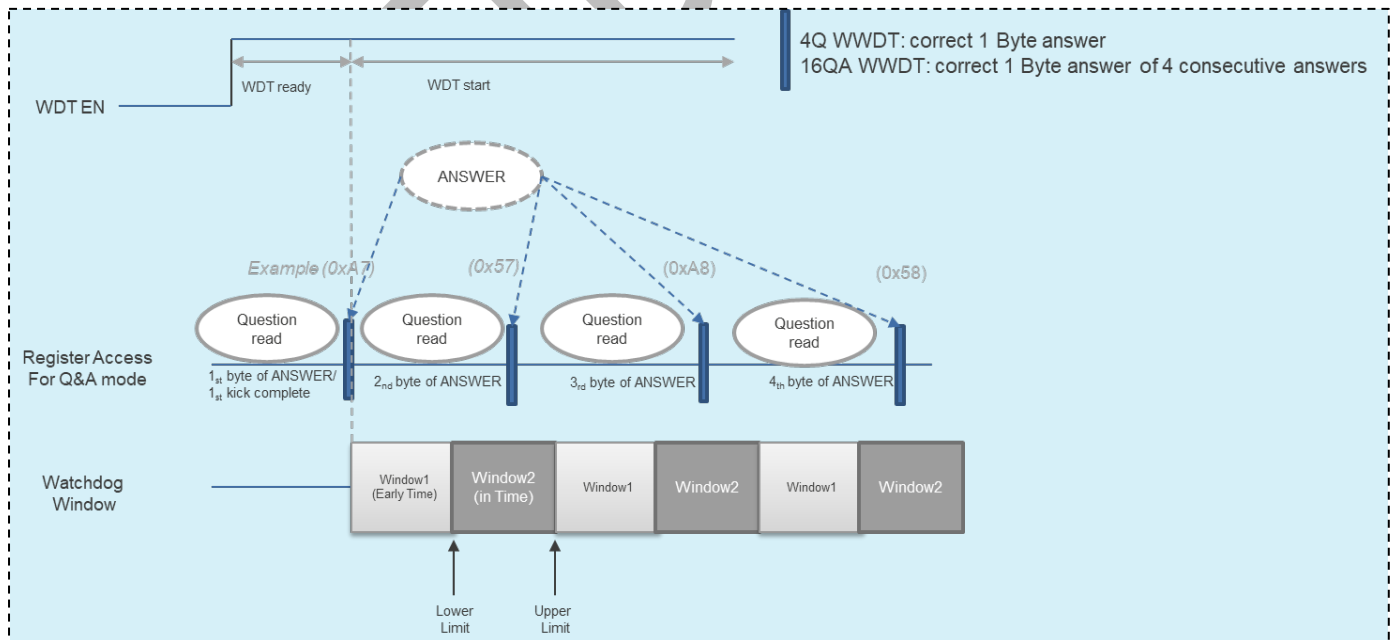 4Q WWDT: correct 1 Byte answer
16QA WWDT: correct 1 Byte answer of 4 consecutive answers
WDT ready
WDT start
WDT EN
ANSWER
Example (0xA7)
(0x57)
(0xA8)
(0x58)
Question
read
Question
read
Question
read
Question
read
Register Access
For Q&A mode
1st byte of ANSWER/
1st kick complete
2nd byte of ANSWER
3rd byte of ANSWER
4th byte of ANSWER
Watchdog
Window
Window1
(Early Time)
Window2
(in Time)
Window1
Window2
Window1
Window2
Lower
Limit
Upper
Limit